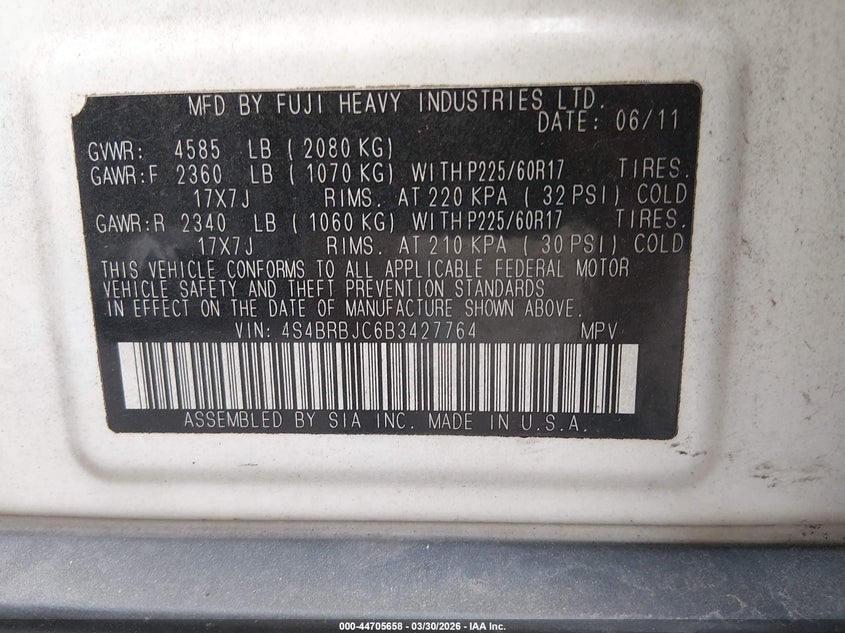 MFD BY FUJI HEAVY INDUSTRIES LTD.
DATE: 06/11
GVWR: 4585 LB ( 2080 KG)
GAWR:F 2360 LB ( 1070 KG) WITH P225/60R17 TIRES.
17X7J RIMS. AT 220 KPA ( 32 PSI) COLD
GAWR:R 2340 LB ( 1060 KG) WITH P225/60R17 TIRES.
17X7J RIMS. AT 210 KPA ( 30 PSI) COLD
THIS VEHICLE CONFORMS TO ALL APPLICABLE FEDERAL MOTOR
VEHICLE SAFETY AND THEFT PREVENTION STANDARDS
IN EFFECT ON THE DATE OF MANUFACTURE SHOWN ABOVE.
VIN: 4S4BRBJC6B3427764 MPV
ASSEMBLED BY SIA INC. MADE IN U.S.A.
000-44705658 - 03/30/2026 - IAA Inc.